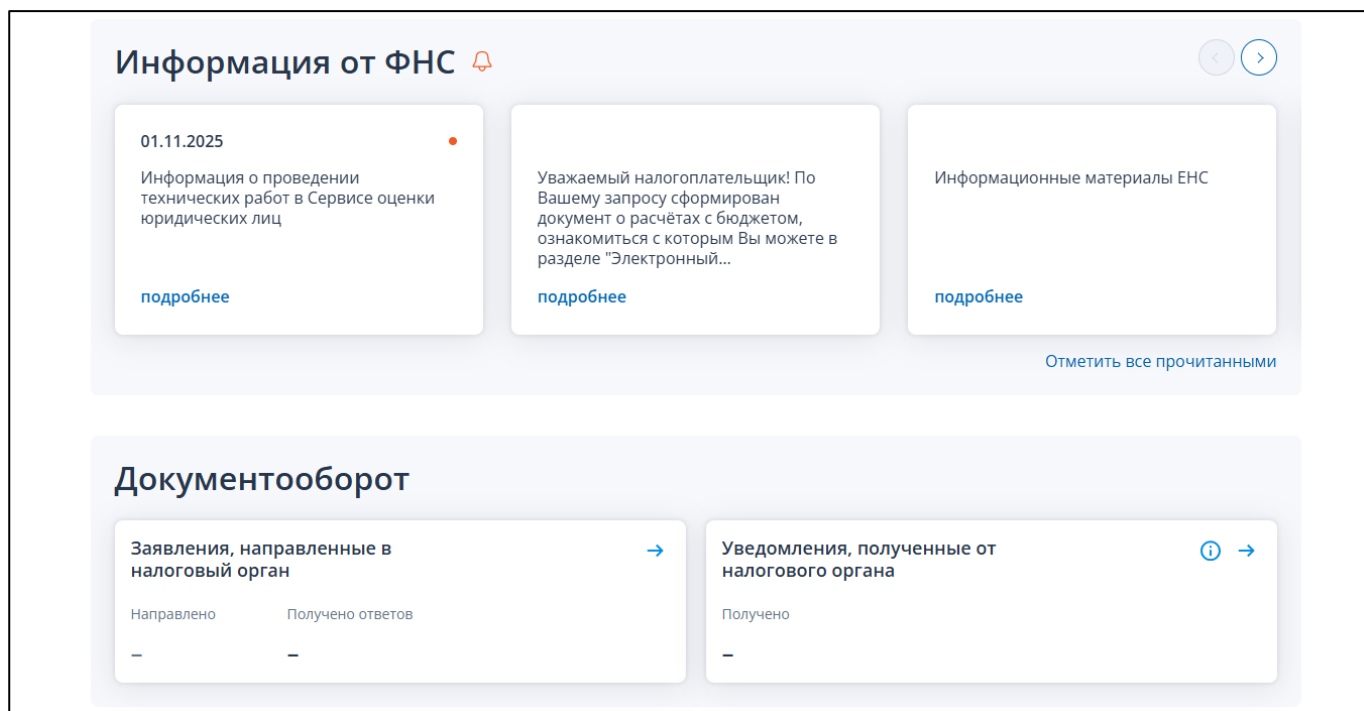 Информация от ФНС
01.11.2025
Информация о проведении
технических работ в Сервисе оценки
юридических лиц
подробнее
Уважаемый налогоплательщик! По
Вашему запросу сформирован
документ о расчётах с бюджетом,
ознакомиться с которым Вы можете в
разделе "Электронный...
подробнее
Информационные материалы ЕНС
подробнее
Отметить все прочитанными
Документооборот
Заявления, направленные в
налоговый орган
Направлено
Получено ответов
–
–
Уведомления, полученные от
налогового органа
Получено
–